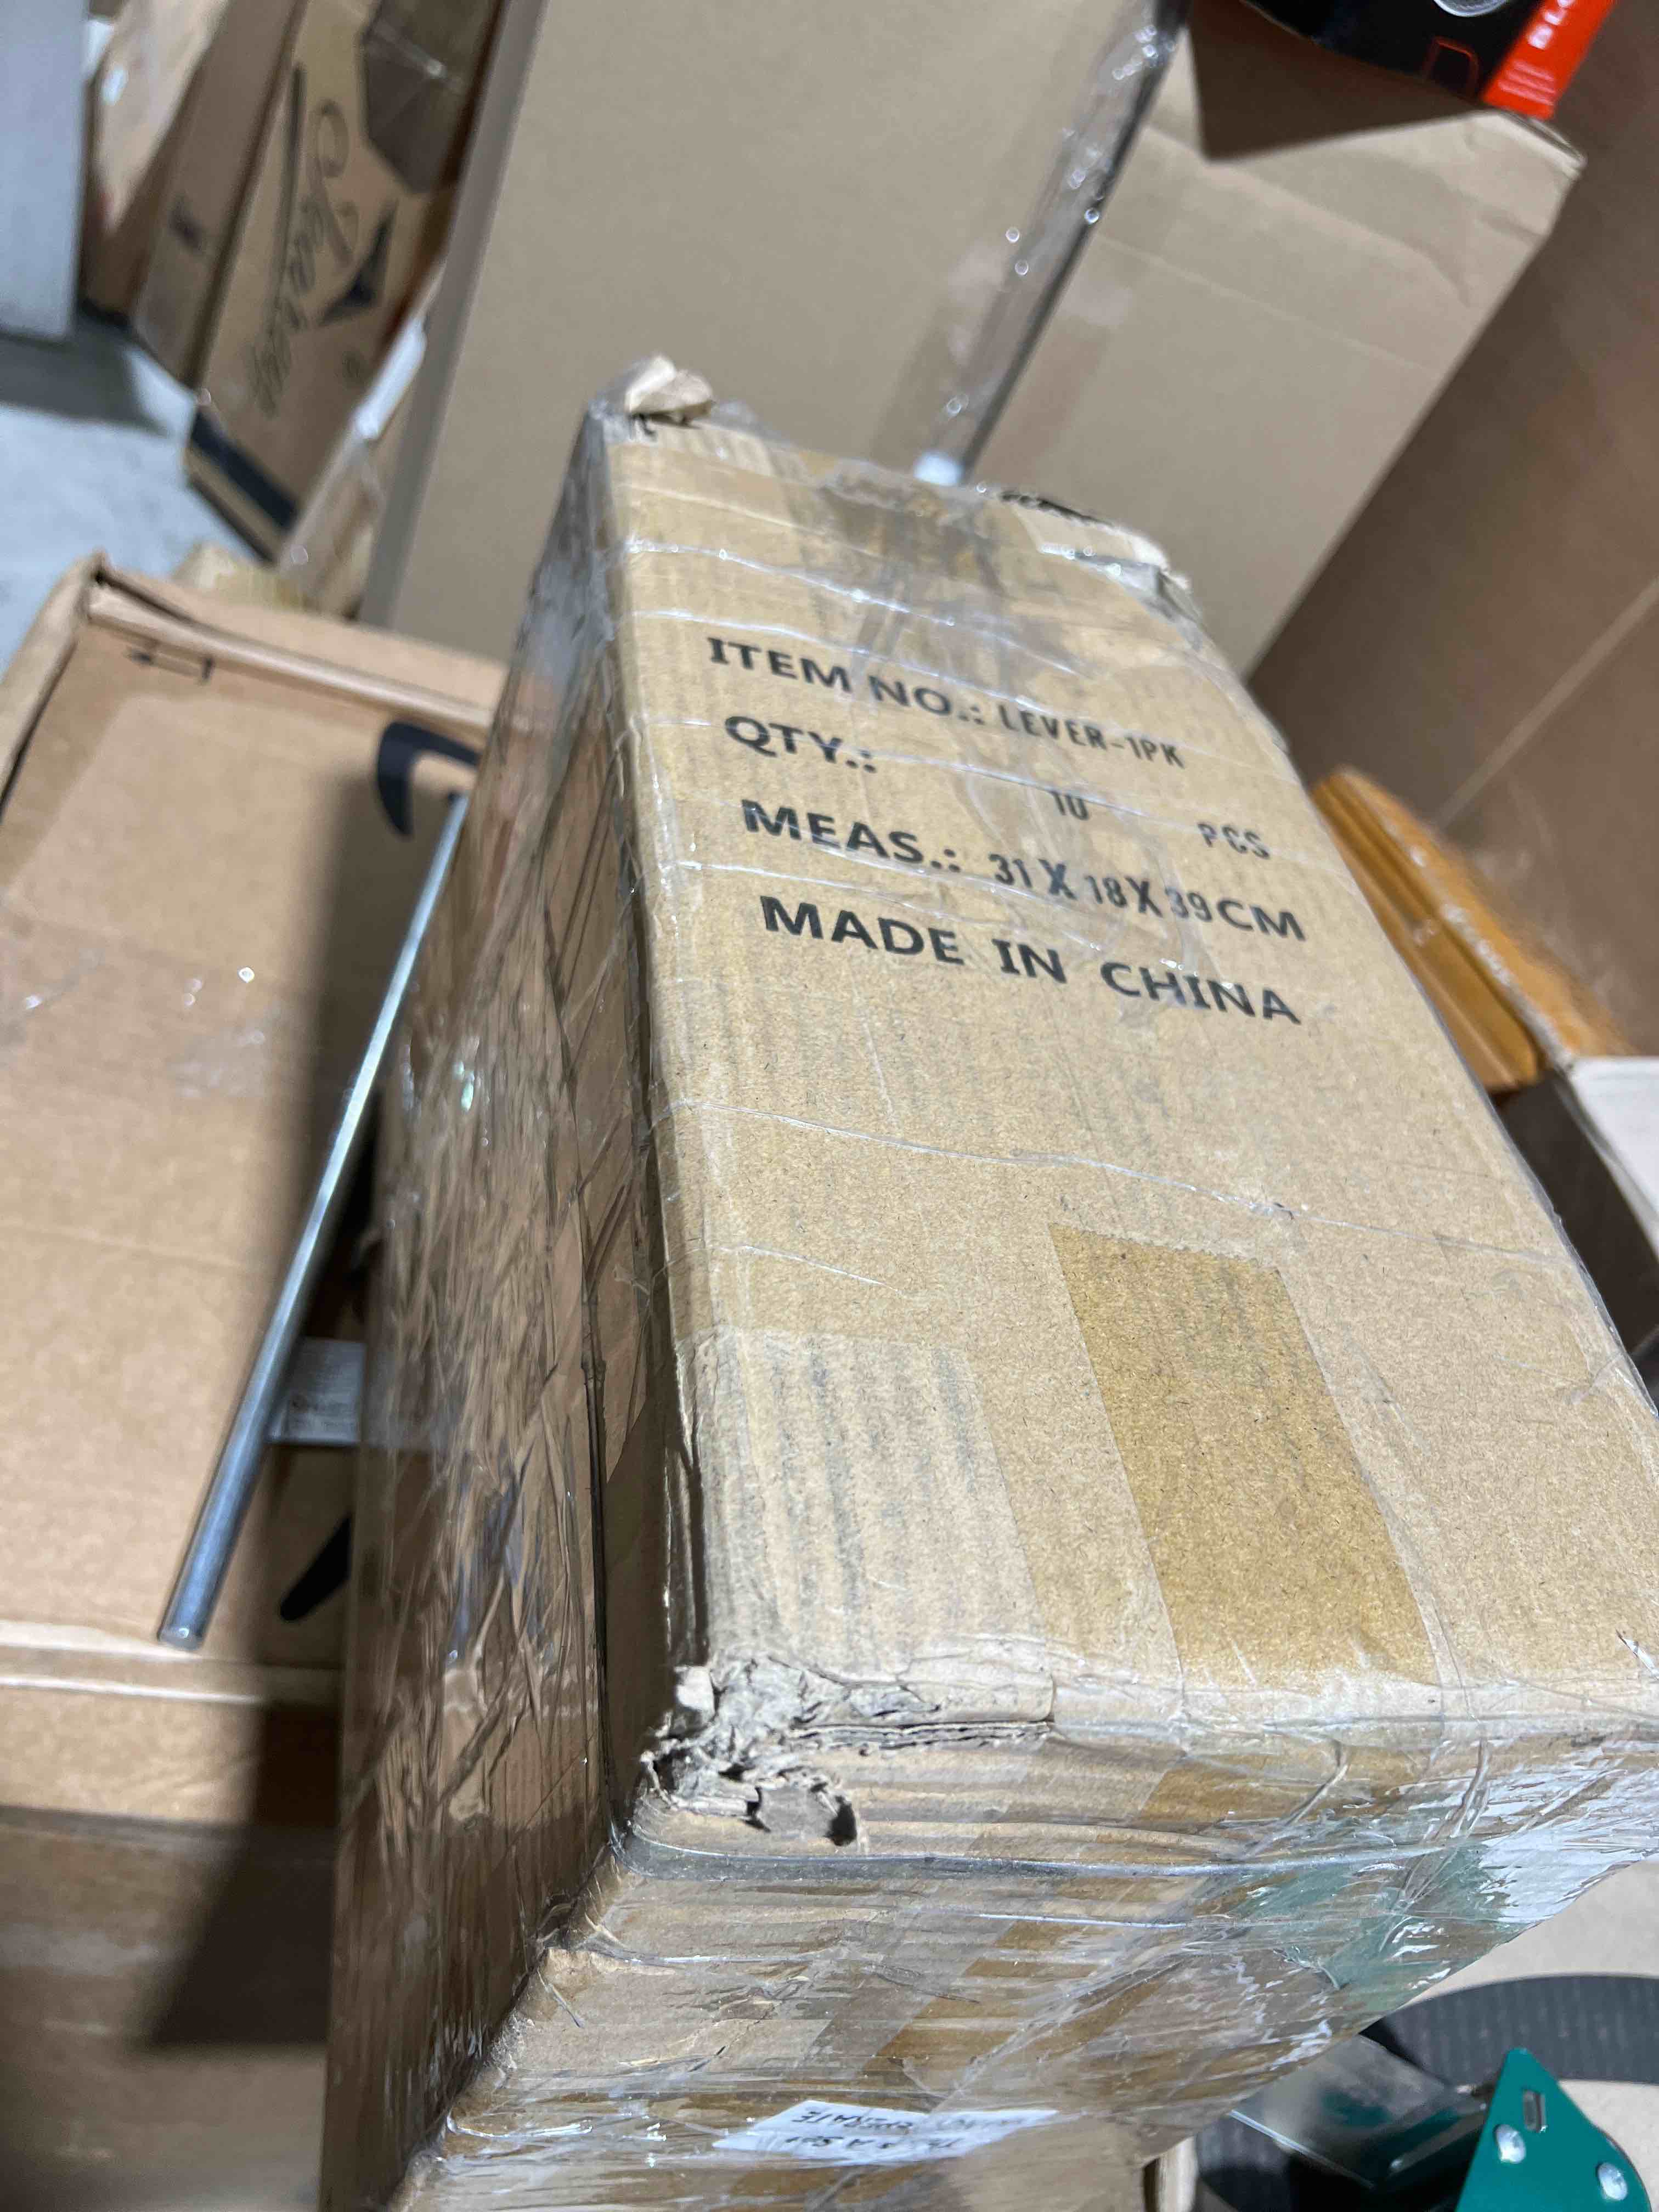 ITEM NO.: LEVER-1PK
QTY.: 10 PCS
MEAS.: 31 X 18 X 39 CM
MADE IN CHINA